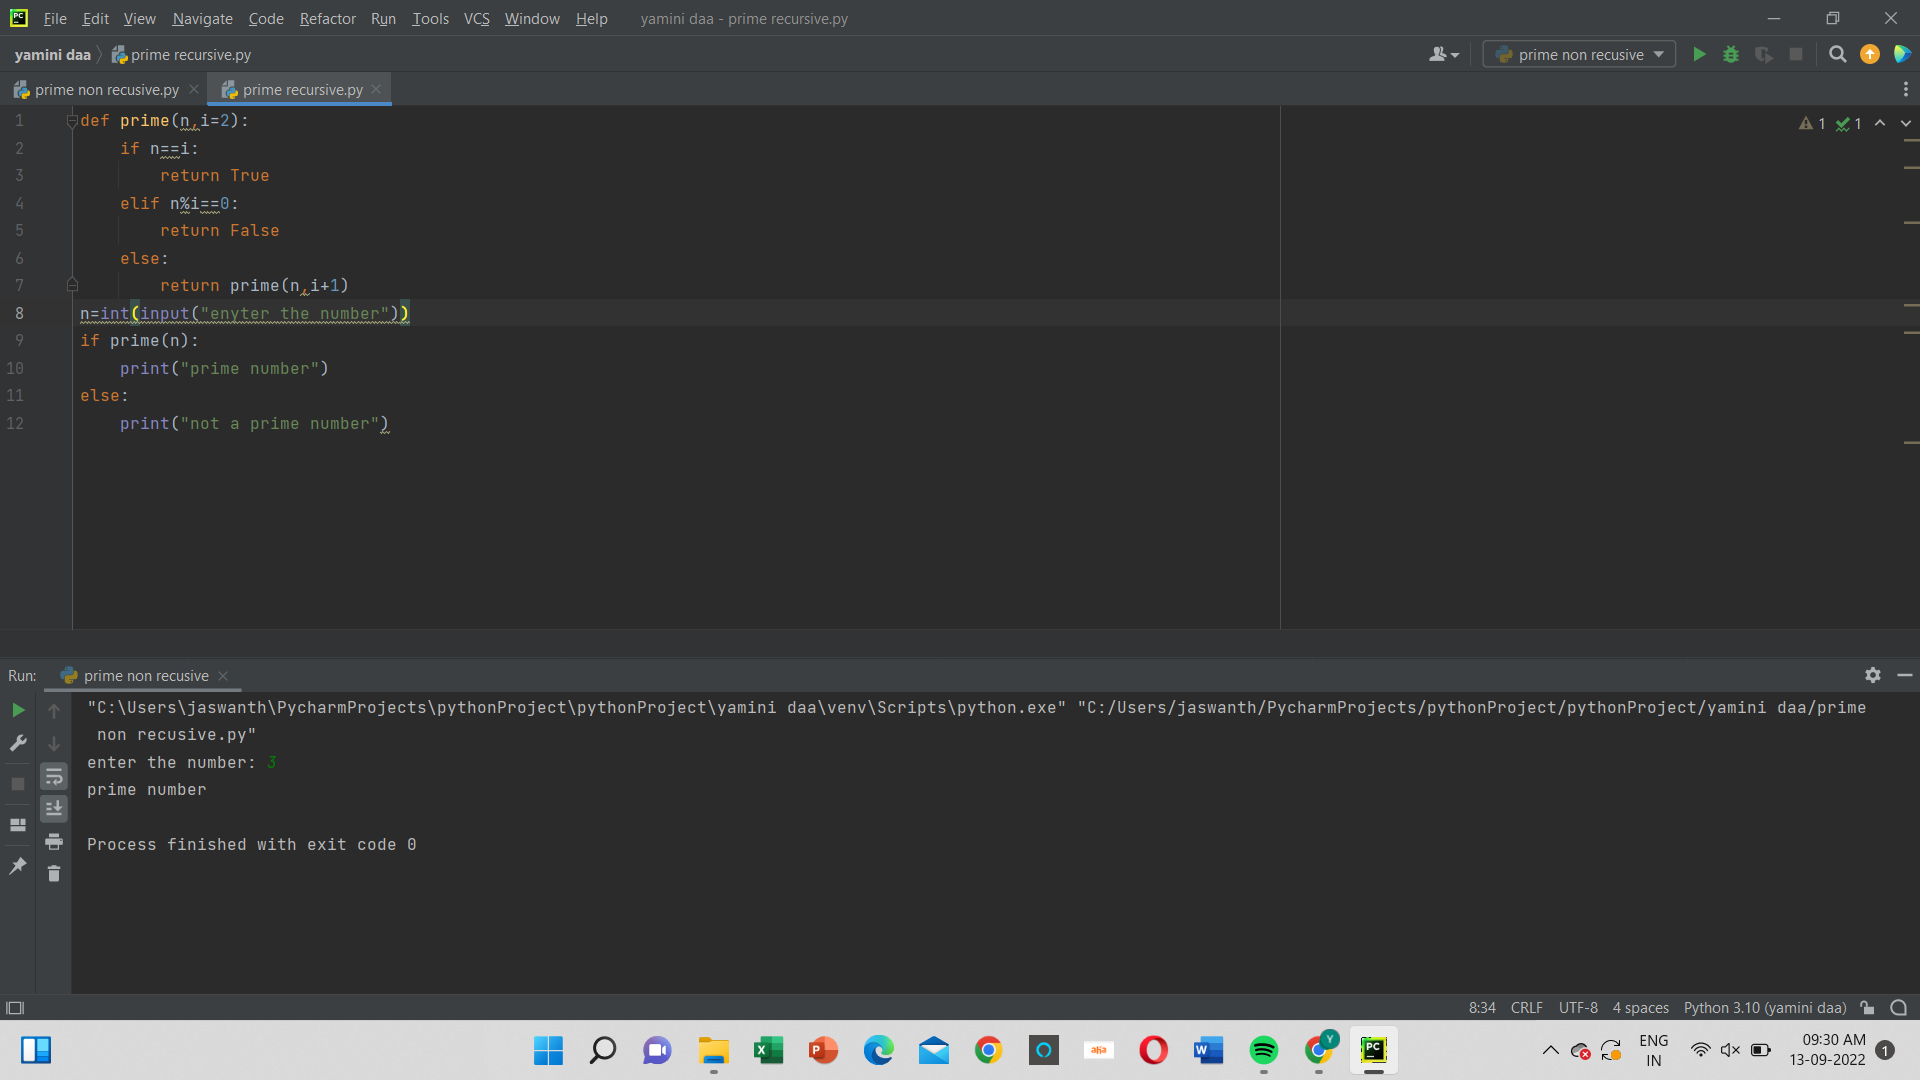 PC File Edit View Navigate Code Refactor Run Tools VCS Window Help yamini daa - prime recursive.py
yamini daa prime recursive.py prime non recusive
prime non recusive.py prime recursive.py
1 def prime(n,i=2): 1 1
2 if n==i:
3 return True
4 elif n%i==0:
5 return False
6 else:
7 return prime(n,i+1)
8 n=int(input("enyter the number"))
9 if prime(n):
10 print("prime number")
11 else:
12 print("not a prime number")
Run: prime non recusive
"C:\Users\jaswanth\PycharmProjects\pythonProject\pythonProject\yamini daa\venv\Scripts\python.exe" "C:/Users/jaswanth/PycharmProjects/pythonProject/pythonProject/yamini daa/prime
non recusive.py"
enter the number: 3
prime number
Process finished with exit code 0
8:34 CRLF UTF-8 4 spaces Python 3.10 (yamini daa)
X P aha W Y PC ENG 09:30 AM
IN 13-09-2022 1